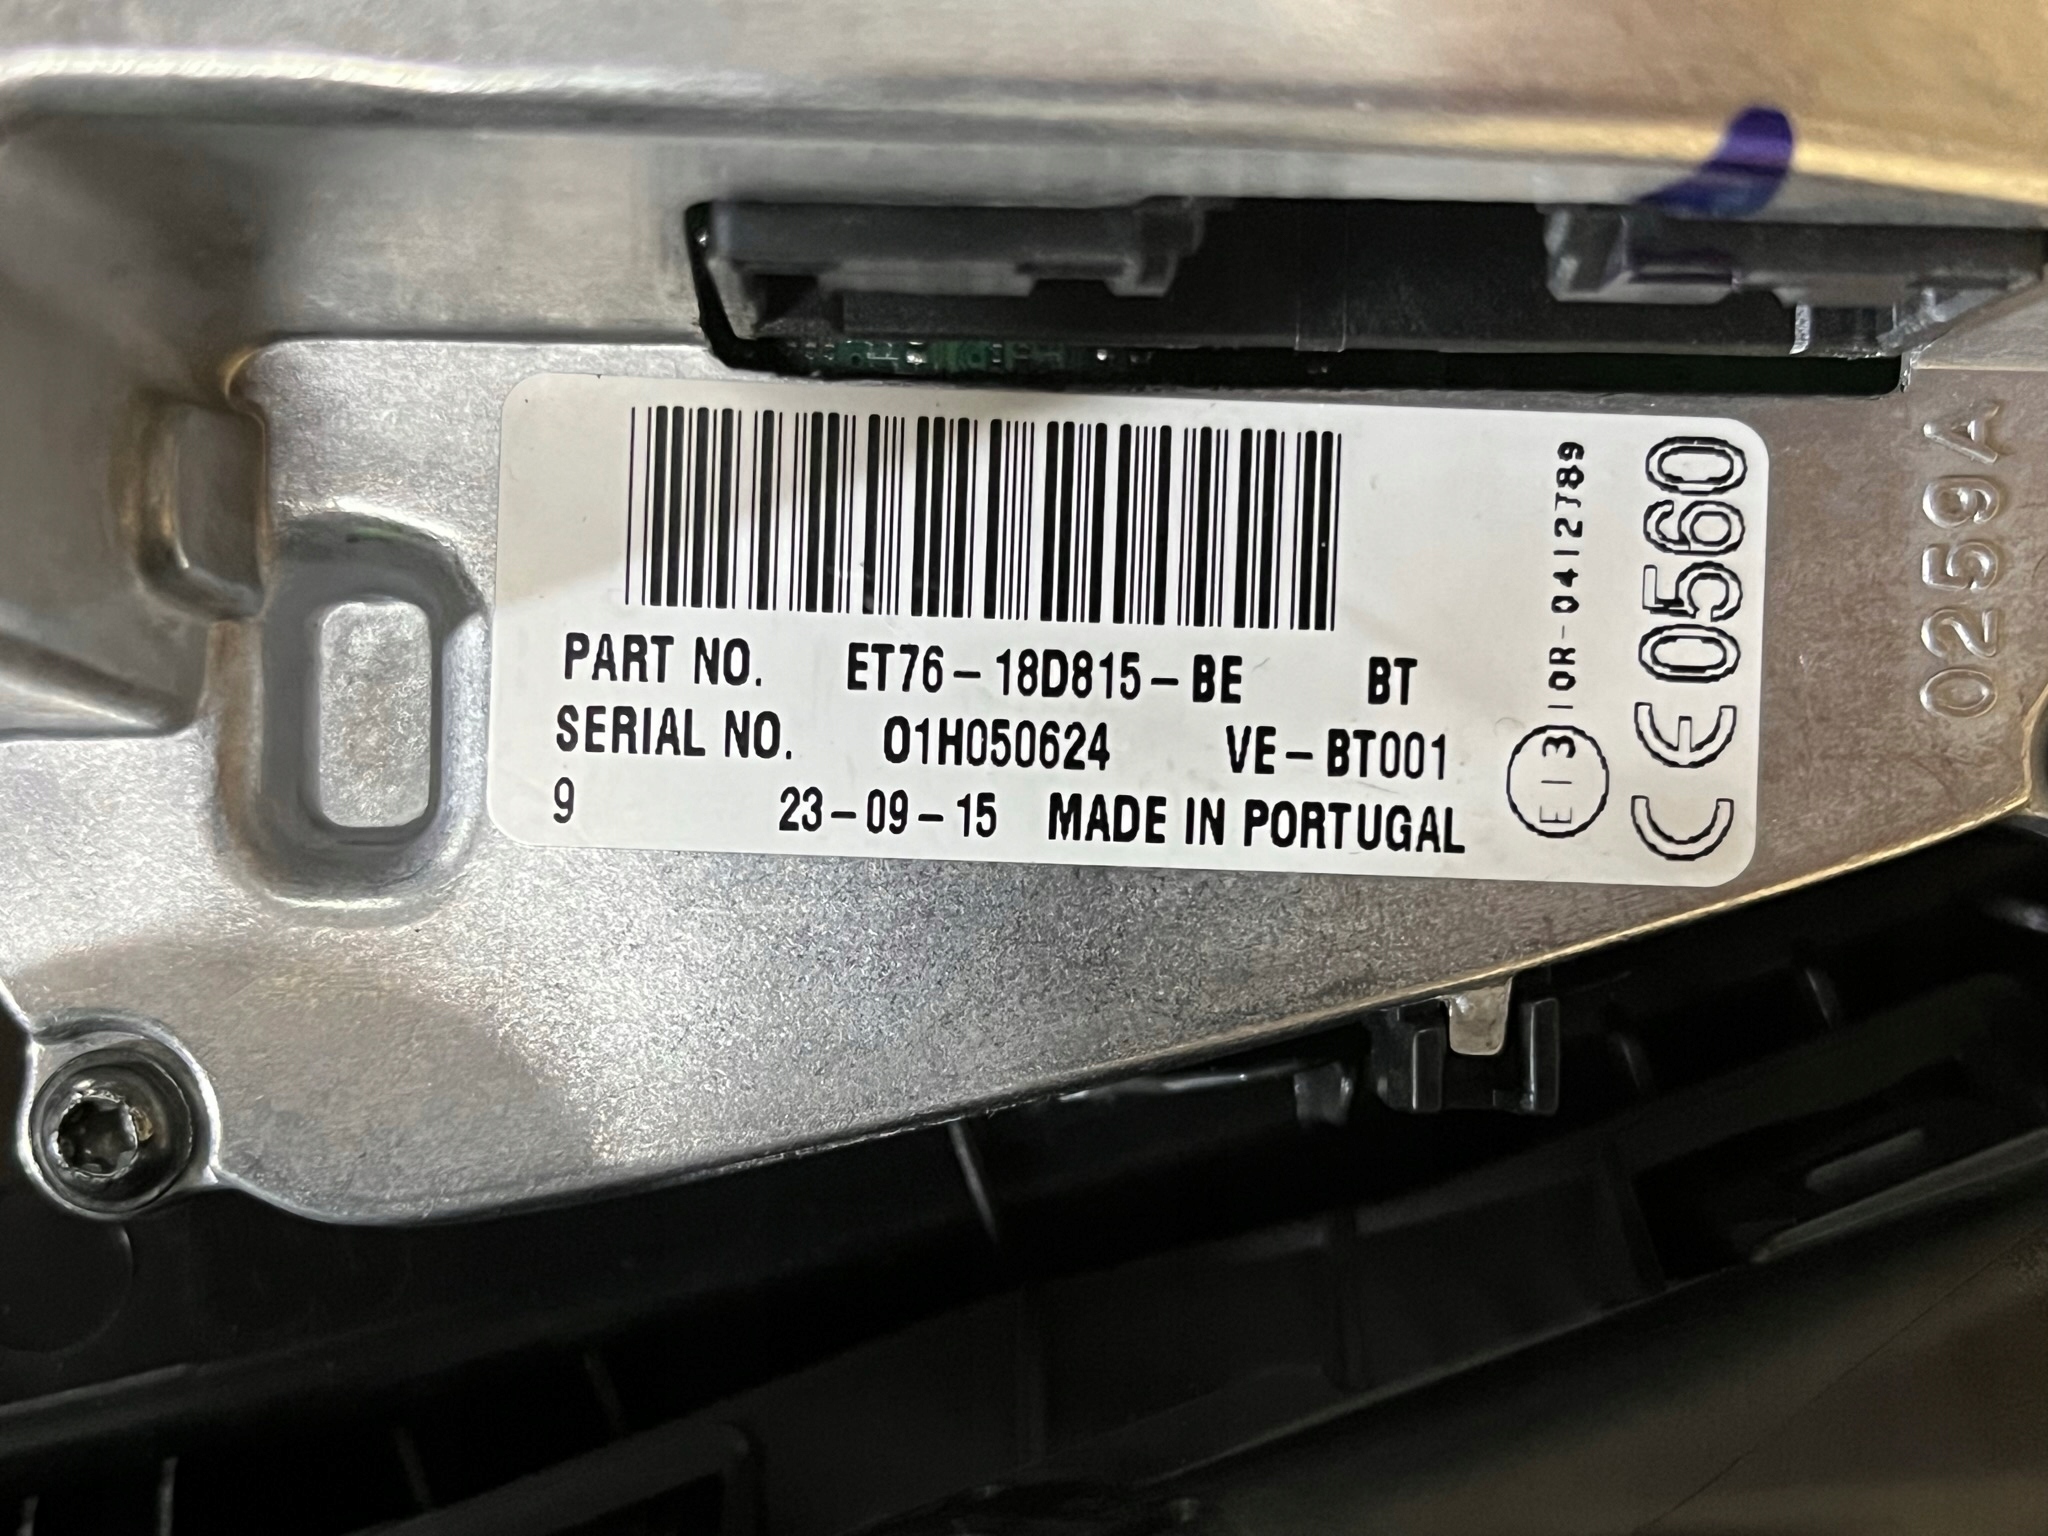 PART NO. ET76-18D815-BE BT
SERIAL NO. 01H050624 VE-BT001
9 23-09-15 MADE IN PORTUGAL
E13 10R-0412789
CE0560
0259A